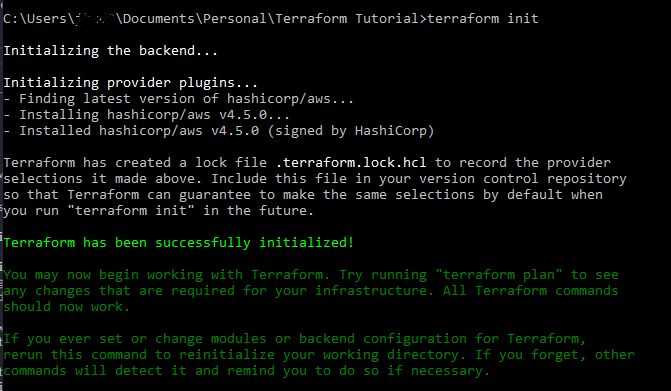 C:\Users\ \Documents\Personal\Terraform Tutorial>terraform init
Initializing the backend...
Initializing provider plugins...
- Finding latest version of hashicorp/aws...
- Installing hashicorp/aws v4.5.0...
- Installed hashicorp/aws v4.5.0 (signed by HashiCorp)
Terraform has created a lock file .terraform.lock.hcl to record the provider
selections it made above. Include this file in your version control repository
so that Terraform can guarantee to make the same selections by default when
you run "terraform init" in the future.
Terraform has been successfully initialized!
You may now begin working with Terraform. Try running "terraform plan" to see
any changes that are required for your infrastructure. All Terraform commands
should now work.
If you ever set or change modules or backend configuration for Terraform,
rerun this command to reinitialize your working directory. If you forget, other
commands will detect it and remind you to do so if necessary.